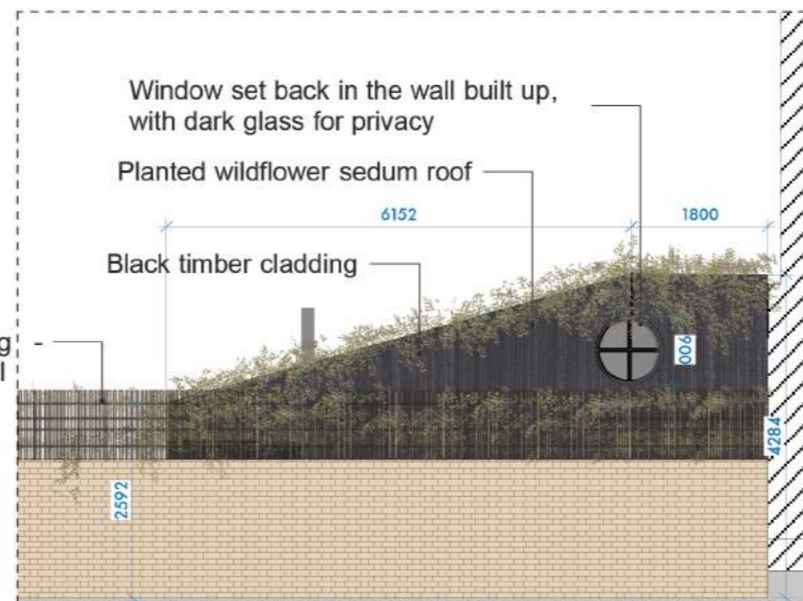 Window set back in the wall built up,
with dark glass for privacy
Planted wildflower sedum roof
6152
1800
Black timber cladding
900
4284
2592